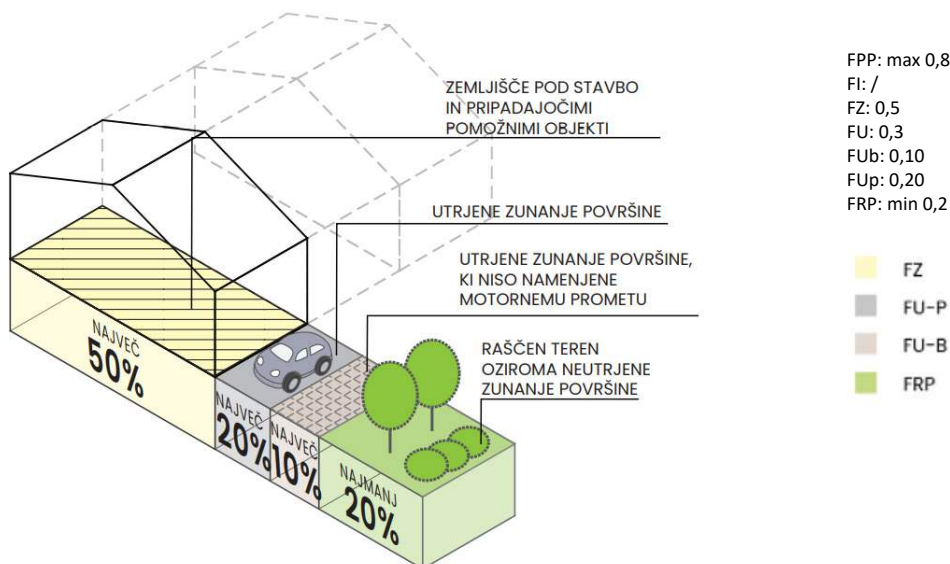 ZEMLJIŠČE POD STAVBO
IN PRIPADAJOČIMI
POMOŽNIMI OBJEKTI
UTRJENE ZUNANJE POVRŠINE
UTRJENE ZUNANJE POVRŠINE,
KI NISO NAMENJENE
MOTORNEMU PROMETU
RAŠČEN TEREN
OZIROMA NEUTRJENE
ZUNANJE POVRŠINE
NAJVEČ
50%
NAJVEČ
20%
NAJVEČ
10%
NAJMANJ
20%
FPP: max 0,8
FI: /
FZ: 0,5
FU: 0,3
FUb: 0,10
FUp: 0,20
FRP: min 0,2
FZ
FU-P
FU-B
FRP